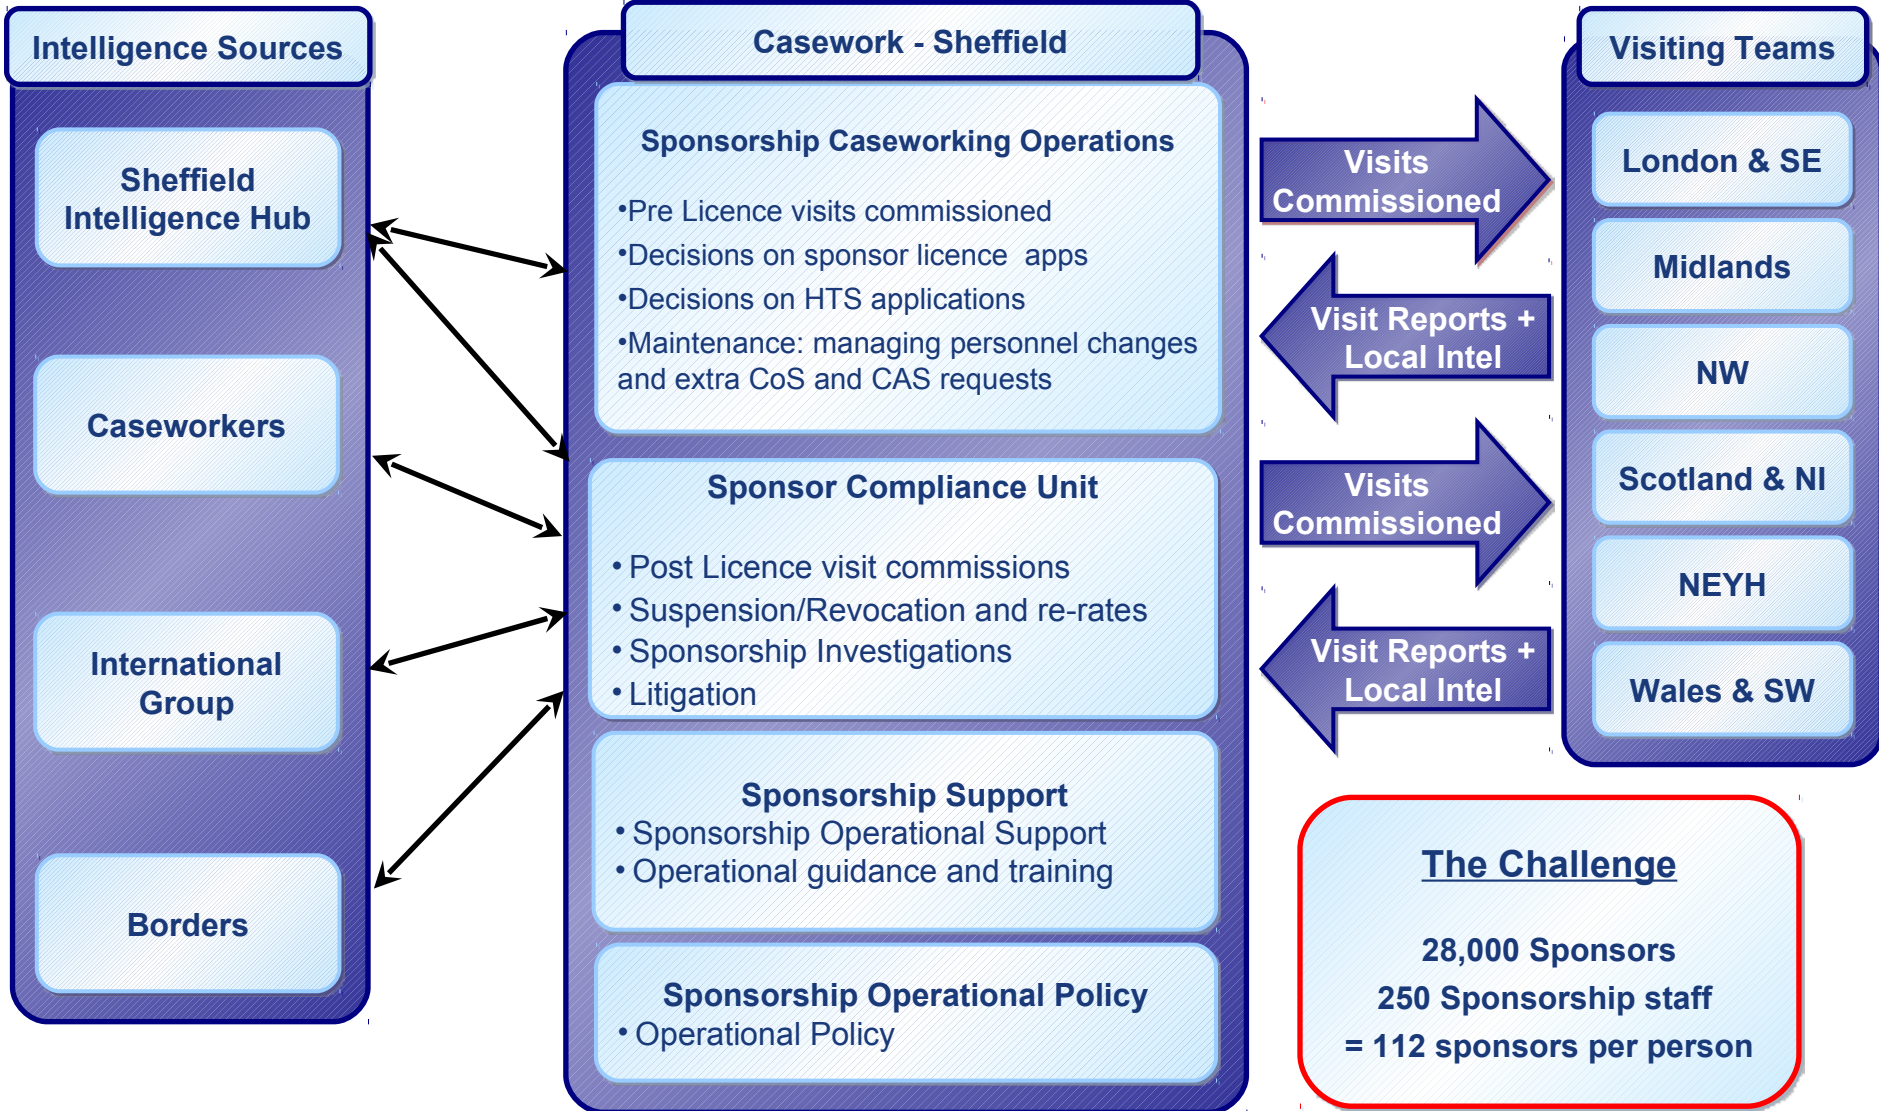 Intelligence Sources
Sheffield
Intelligence Hub
Caseworkers
International
Group
Borders
Casework - Sheffield
Sponsorship Caseworking Operations
•Pre Licence visits commissioned
•Decisions on sponsor licence apps
•Decisions on HTS applications
•Maintenance: managing personnel changes
and extra CoS and CAS requests
Sponsor Compliance Unit
• Post Licence visit commissions
• Suspension/Revocation and re-rates
• Sponsorship Investigations
• Litigation
Sponsorship Support
• Sponsorship Operational Support
• Operational guidance and training
Sponsorship Operational Policy
• Operational Policy
Visits
Commissioned
Visit Reports +
Local Intel
Visits
Commissioned
Visit Reports +
Local Intel
Visiting Teams
London & SE
Midlands
NW
Scotland & NI
NEYH
Wales & SW
The Challenge
28,000 Sponsors
250 Sponsorship staff
= 112 sponsors per person